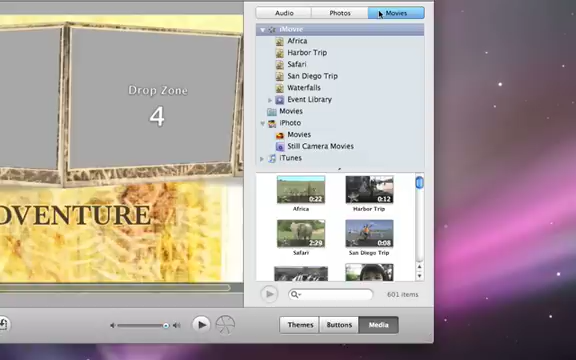 Audio
Photos
Movies
iMovie
Africa
Harbor Trip
Safari
San Diego Trip
Waterfalls
Event Library
Movies
iPhoto
Movies
Still Camera Movies
iTunes
Drop Zone
4
DVENTURE
0:22
0:12
Africa
Harbor Trip
2:29
0:08
Safari
San Diego Trip
601 items
Themes
Buttons
Media